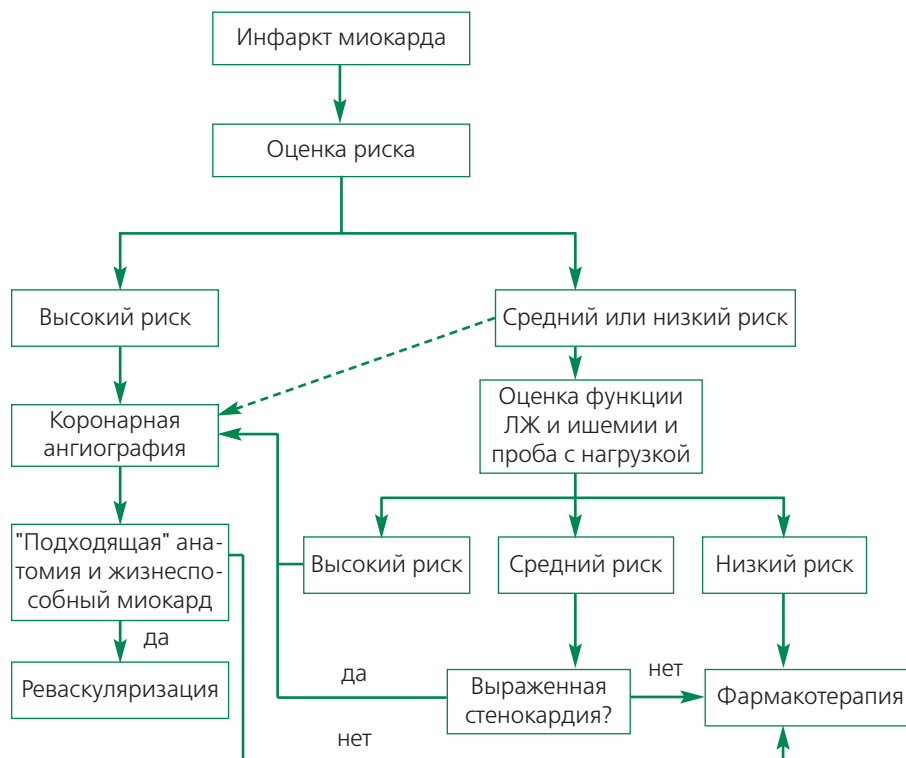 Инфаркт миокарда
Оценка риска
Высокий риск
Средний или низкий риск
Коронарная
ангиография
Оценка функции
ЛЖ и ишемии и
проба с нагрузкой
"Подходящая" ана-
томия и жизнеспо-
собный миокард
Высокий риск
Средний риск
Низкий риск
да
Реваскуляризация
да
Выраженная
стенокардия?
нет
Фармакотерапия
нет